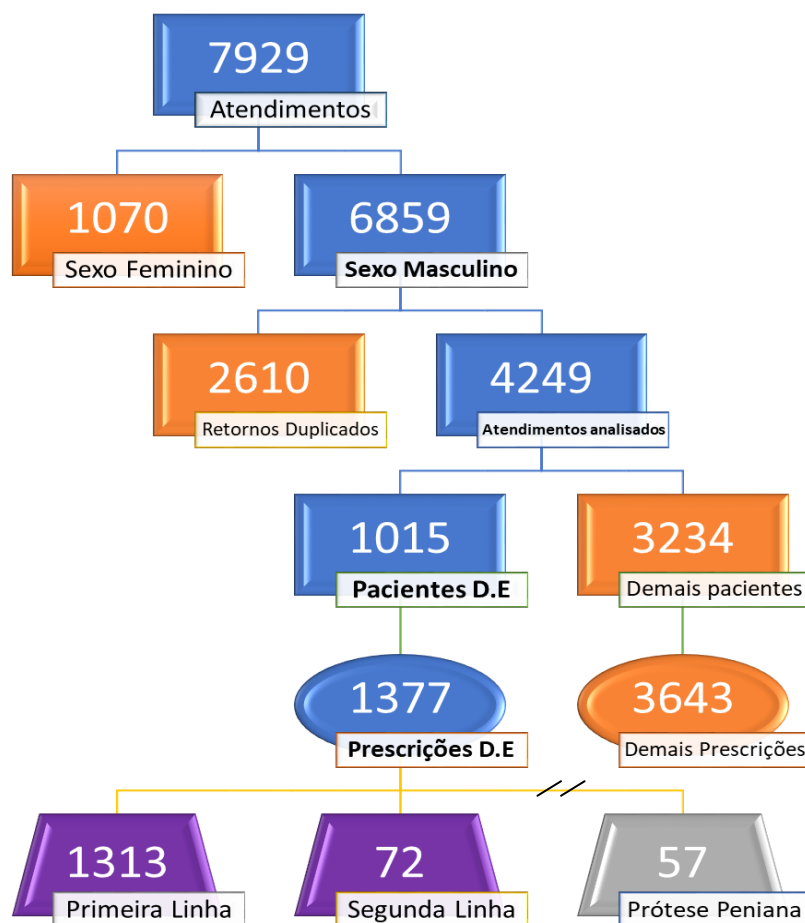 7929
Atendimentos
1070
Sexo Feminino
6859
Sexo Masculino
2610
Retornos Duplicados
4249
Atendimentos analisados
1015
Pacientes D.E
3234
Demais pacientes
1377
Prescrições D.E
3643
Demais Prescrições
1313
Primeira Linha
72
Segunda Linha
57
Prótese Peniana